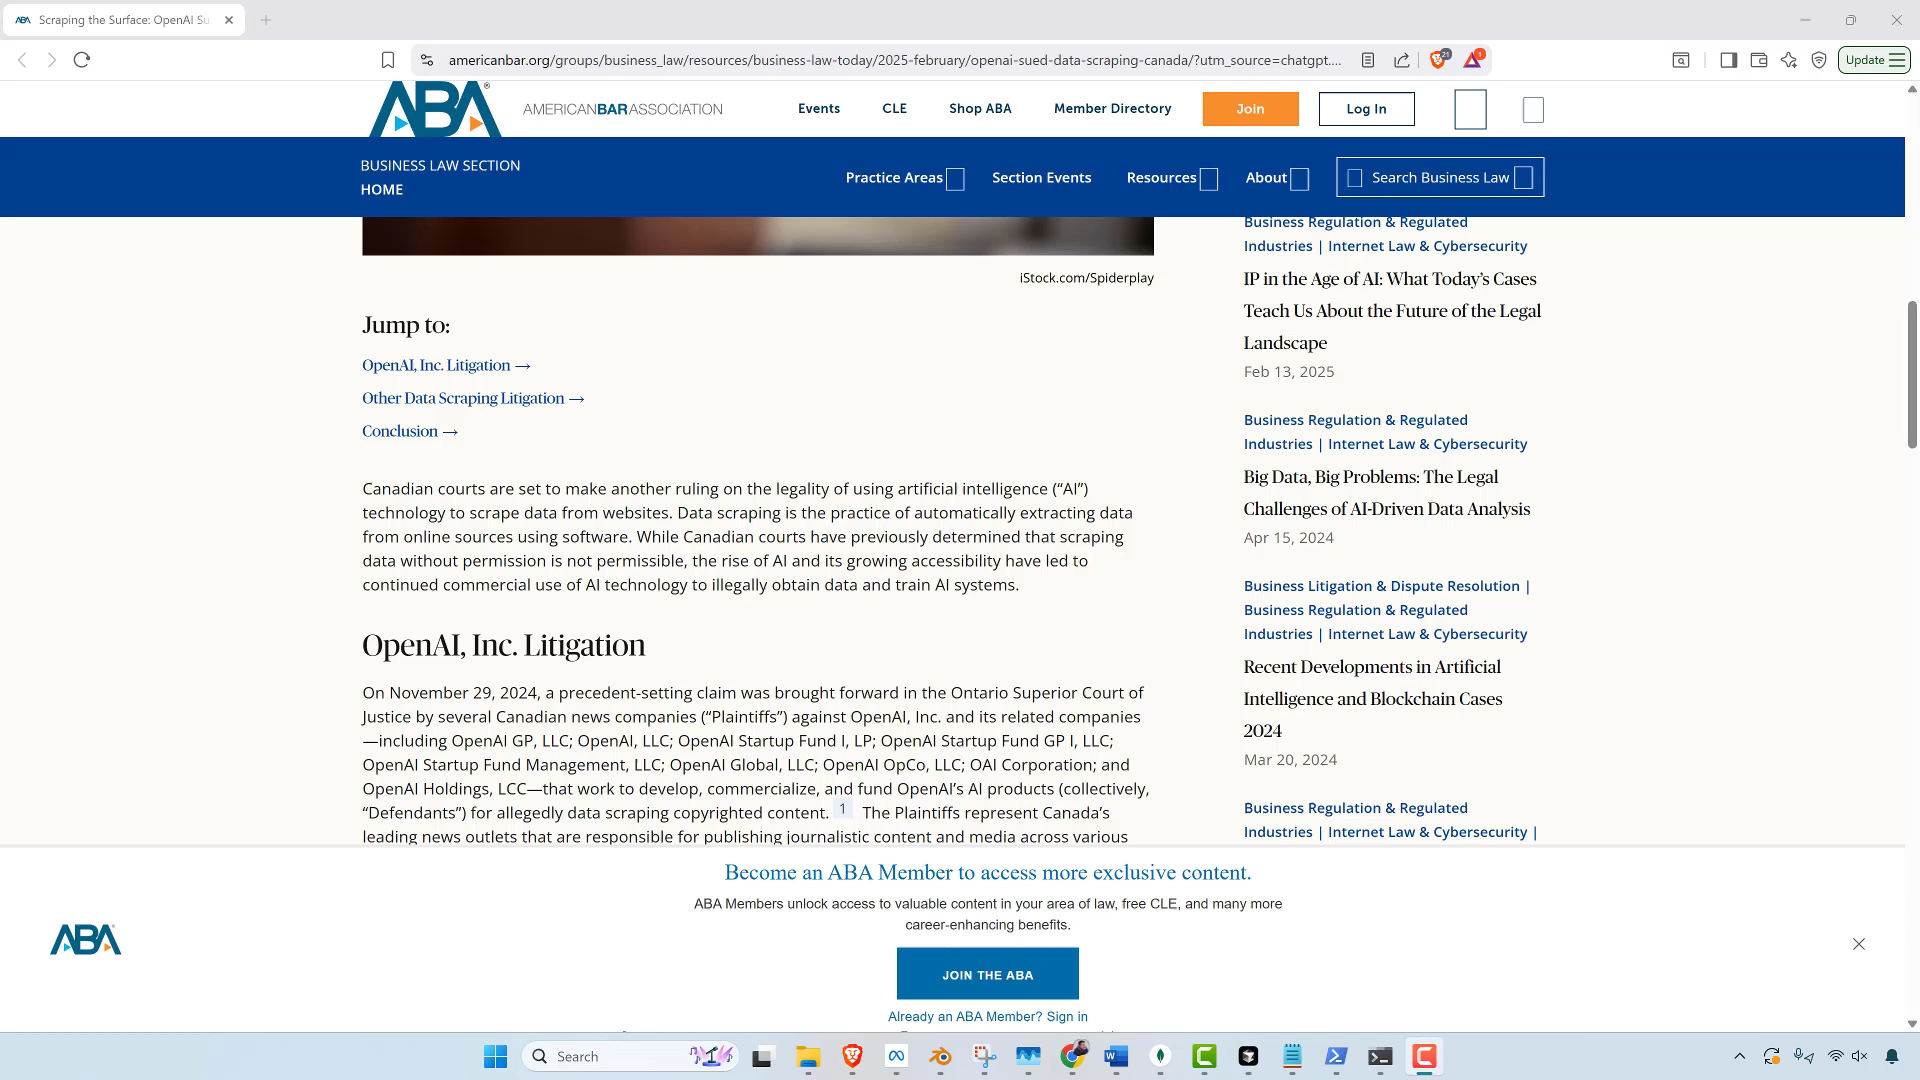 Scraping the Surface: OpenAI Su
americanbar.org/groups/business_law/resources/business-law-today/2025-february/openai-sued-data-scraping-canada/?utm_source=chatgpt....
21
1
Update
ABA
AMERICANBARASSOCIATION
Events
CLE
Shop ABA
Member Directory
Join
Log In
BUSINESS LAW SECTION
HOME
Practice Areas
Section Events
Resources
About
Search Business Law
iStock.com/Spiderplay
Jump to:
OpenAI, Inc. Litigation →
Other Data Scraping Litigation →
Conclusion →
Canadian courts are set to make another ruling on the legality of using artificial intelligence (“AI”)
technology to scrape data from websites. Data scraping is the practice of automatically extracting data
from online sources using software. While Canadian courts have previously determined that scraping
data without permission is not permissible, the rise of AI and its growing accessibility have led to
continued commercial use of AI technology to illegally obtain data and train AI systems.
OpenAI, Inc. Litigation
On November 29, 2024, a precedent-setting claim was brought forward in the Ontario Superior Court of
Justice by several Canadian news companies (“Plaintiffs”) against OpenAI, Inc. and its related companies
—including OpenAI GP, LLC; OpenAI, LLC; OpenAI Startup Fund I, LP; OpenAI Startup Fund GP I, LLC;
OpenAI Startup Fund Management, LLC; OpenAI Global, LLC; OpenAI OpCo, LLC; OAI Corporation; and
OpenAI Holdings, LCC—that work to develop, commercialize, and fund OpenAI’s AI products (collectively,
“Defendants”) for allegedly data scraping copyrighted content. 1 The Plaintiffs represent Canada’s
leading news outlets that are responsible for publishing journalistic content and media across various
Business Regulation & Regulated
Industries | Internet Law & Cybersecurity
IP in the Age of AI: What Today’s Cases
Teach Us About the Future of the Legal
Landscape
Feb 13, 2025
Business Regulation & Regulated
Industries | Internet Law & Cybersecurity
Big Data, Big Problems: The Legal
Challenges of AI-Driven Data Analysis
Apr 15, 2024
Business Litigation & Dispute Resolution |
Business Regulation & Regulated
Industries | Internet Law & Cybersecurity
Recent Developments in Artificial
Intelligence and Blockchain Cases
2024
Mar 20, 2024
Business Regulation & Regulated
Industries | Internet Law & Cybersecurity |
ABA
Become an ABA Member to access more exclusive content.
ABA Members unlock access to valuable content in your area of law, free CLE, and many more
career-enhancing benefits.
JOIN THE ABA
Already an ABA Member? Sign in
Search